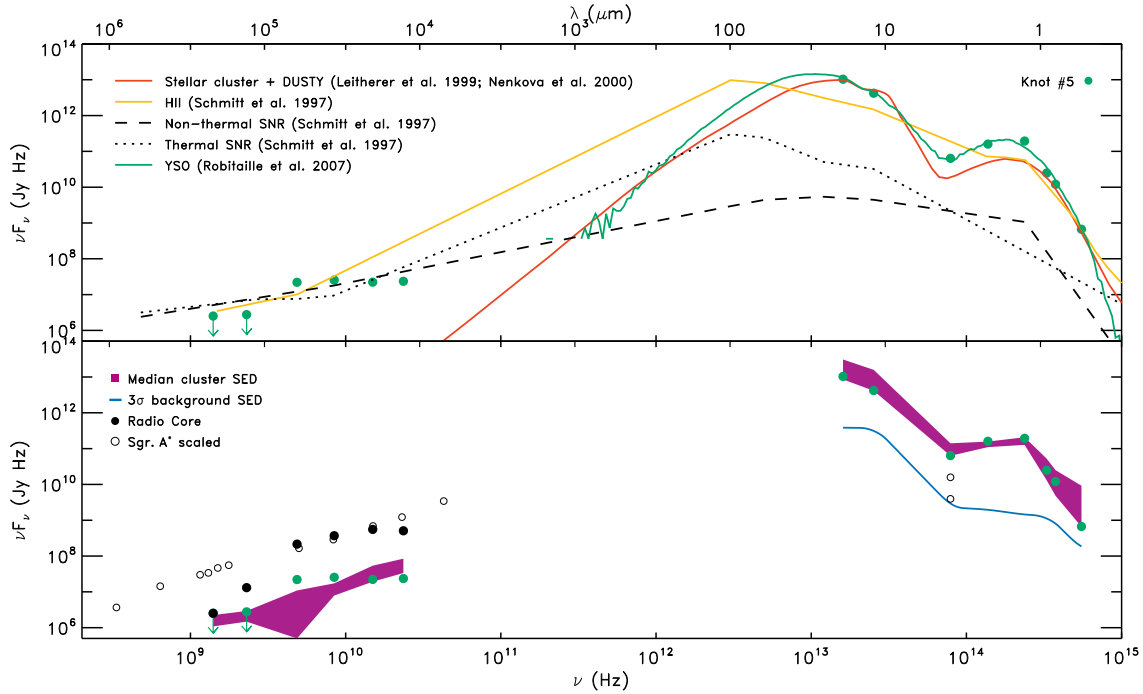 λ (μm)
10⁶ 10⁵ 10⁴ 10³ 100 10 1
10¹⁴
10¹²
10¹⁰
10⁸
10⁶
νFν (Jy Hz)
Stellar cluster + DUSTY (Leitherer et al. 1999; Nenkova et al. 2000)
HII (Schmitt et al. 1997)
Non-thermal SNR (Schmitt et al. 1997)
Thermal SNR (Schmitt et al. 1997)
YSO (Robitaille et al. 2007)
Knot #5
10¹⁴
10¹²
10¹⁰
10⁸
10⁶
νFν (Jy Hz)
Median cluster SED
3σ background SED
Radio Core
Sgr. A* scaled
10⁹ 10¹⁰ 10¹¹ 10¹² 10¹³ 10¹⁴ 10¹⁵
ν (Hz)